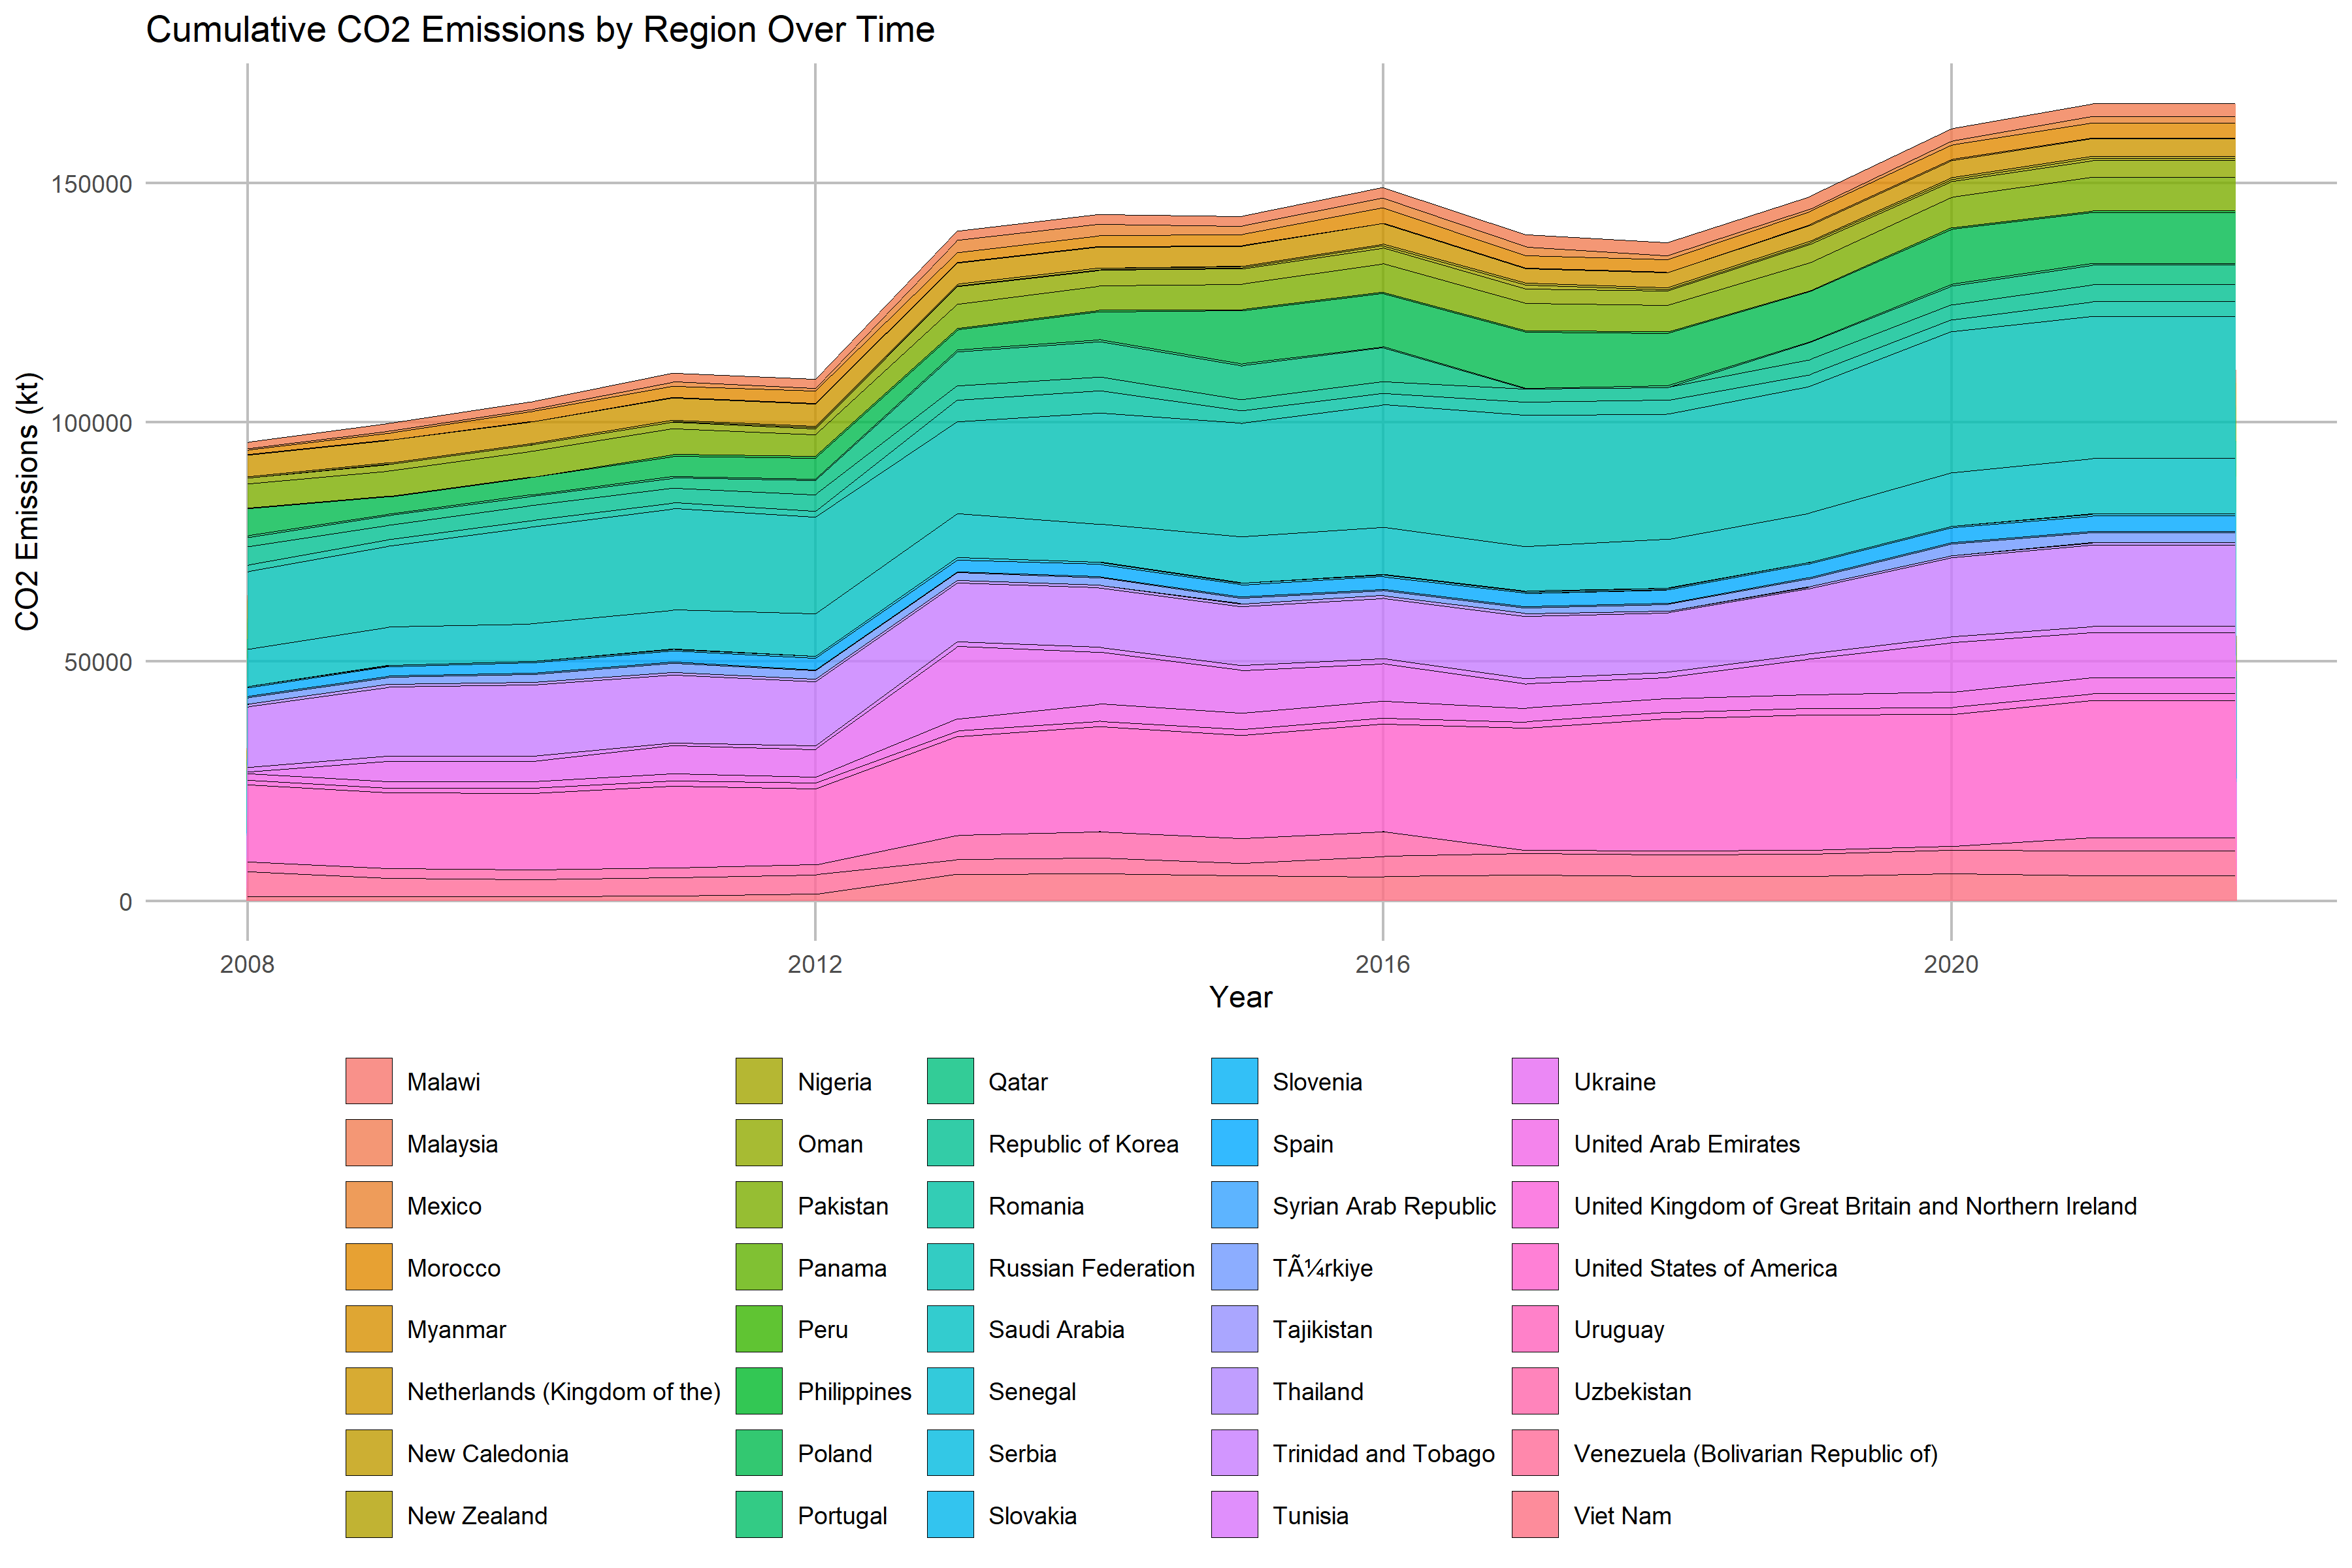 Cumulative CO2 Emissions by Region Over Time
CO2 Emissions (kt)
150000
100000
50000
0
2008
2012
2016
2020
Year
Malawi
Malaysia
Mexico
Morocco
Myanmar
Netherlands (Kingdom of the)
New Caledonia
New Zealand
Nigeria
Oman
Pakistan
Panama
Peru
Philippines
Poland
Portugal
Qatar
Republic of Korea
Romania
Russian Federation
Saudi Arabia
Senegal
Serbia
Slovakia
Slovenia
Spain
Syrian Arab Republic
TÃ¼rkiye
Tajikistan
Thailand
Trinidad and Tobago
Tunisia
Ukraine
United Arab Emirates
United Kingdom of Great Britain and Northern Ireland
United States of America
Uruguay
Uzbekistan
Venezuela (Bolivarian Republic of)
Viet Nam